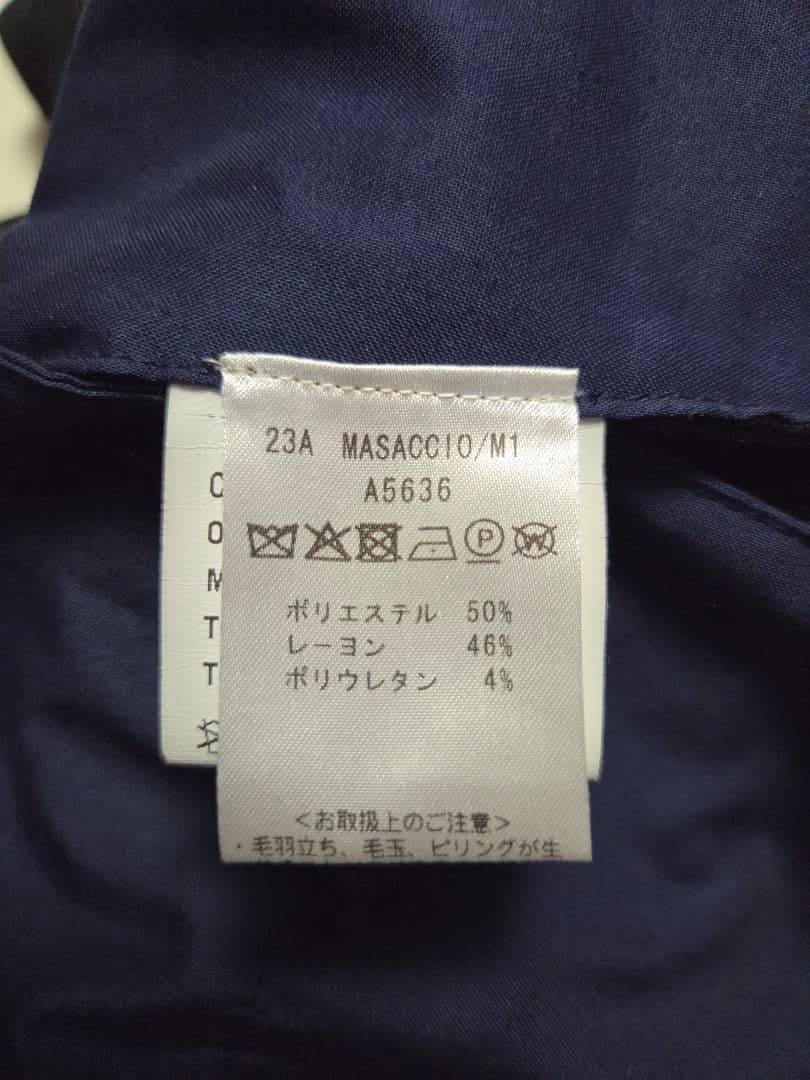 23A MASACCIO/M1
A5636
P W
ポリエステル 50%
レーヨン 46%
ポリウレタン 4%
<お取扱上のご注意>
・毛羽立ち、毛玉、ピリングが生
C
O
M
T
T